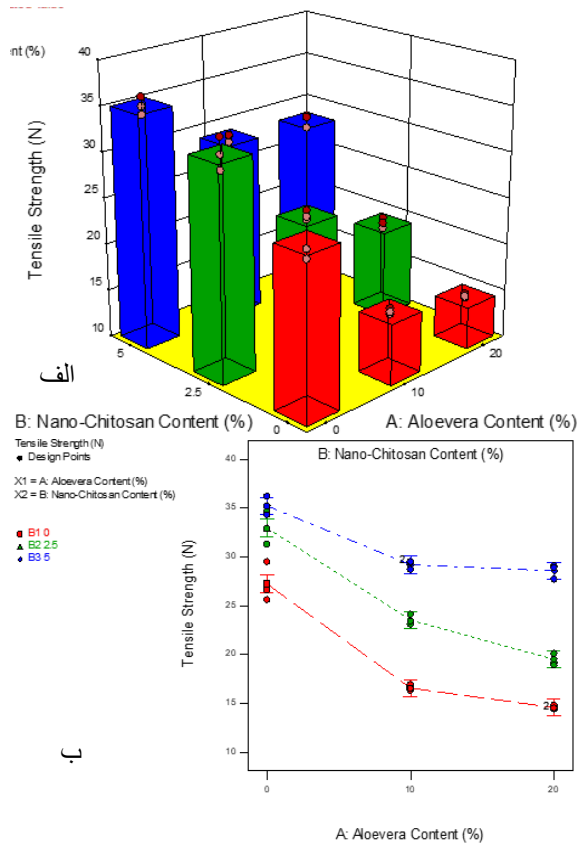 nt (%)
40
35
30
25
20
15
10
Tensile Strength (N)
5
2.5
0
0
10
20
الف
B: Nano-Chitosan Content (%)
A: Aloevera Content (%)
Tensile Strength (N)
Design Points
X1 = A: Aloevera Content (%)
X2 = B: Nano-Chitosan Content (%)
B1 0
B2 2.5
B3 5
B: Nano-Chitosan Content (%)
40
35
30
25
20
15
10
Tensile Strength (N)
2
2
0
10
20
A: Aloevera Content (%)
ب